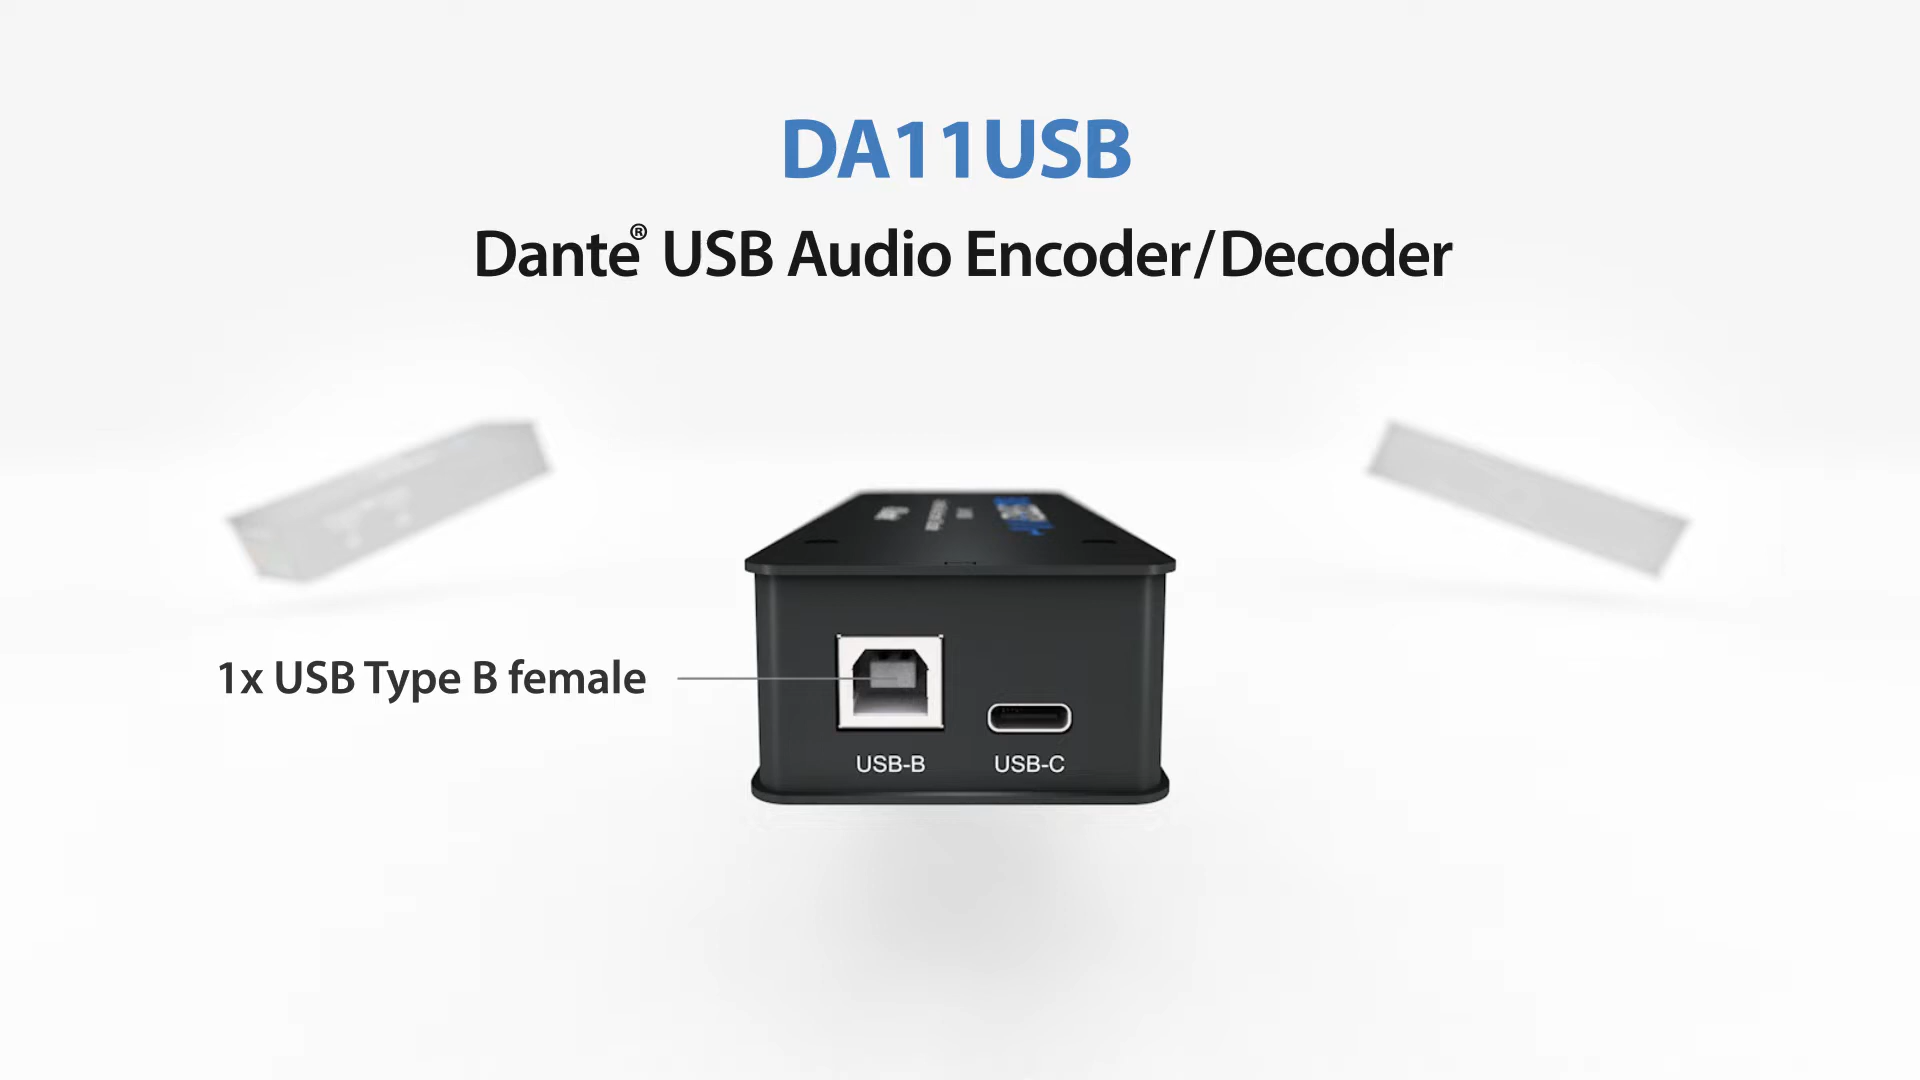 DA11USB
Dante® USB Audio Encoder/Decoder
1x USB Type B female
USB-B
USB-C